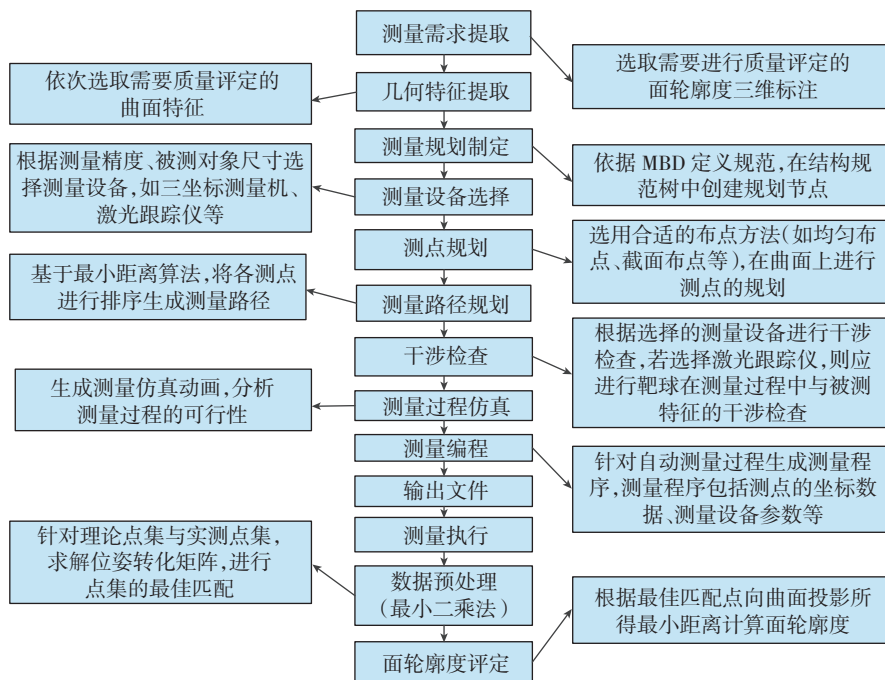 测量需求提取
选取需要进行质量评定的
面轮廓度三维标注
依次选取需要质量评定的
曲面特征
几何特征提取
测量规划制定
依据 MBD 定义规范,在结构规
范树中创建规划节点
根据测量精度、被测对象尺寸选
择测量设备,如三坐标测量机、
激光跟踪仪等
测量设备选择
测点规划
选用合适的布点方法(如均匀布
点、截面布点等),在曲面上进行
测点的规划
基于最小距离算法,将各测点
进行排序生成测量路径
测量路径规划
干涉检查
根据选择的测量设备进行干涉
检查,若选择激光跟踪仪,则应
进行靶球在测量过程中与被测
特征的干涉检查
生成测量仿真动画,分析
测量过程的可行性
测量过程仿真
测量编程
针对自动测量过程生成测量程
序,测量程序包括测点的坐标数
据、测量设备参数等
输出文件
测量执行
针对理论点集与实测点集,
求解位姿转化矩阵,进行
点集的最佳匹配
数据预处理
(最小二乘法)
根据最佳匹配点向曲面投影所
得最小距离计算面轮廓度
面轮廓度评定